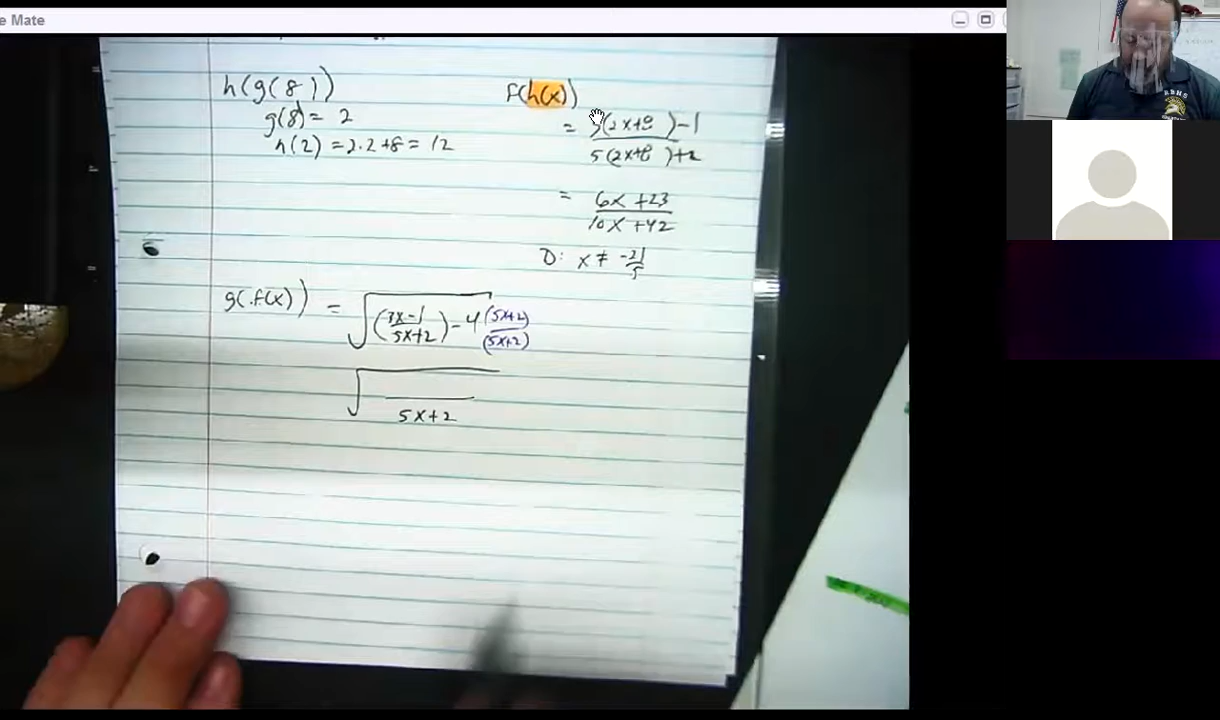 e Mate
h(g(8))
g(8) = 2
h(2) = 2·2+8 = 12
f(h(x))
= 3(2x+8)-1
5(2x+8)+2
= 6x+23
10x+42
D: x ≠ -21
5
g(f(x)) = √(3x-1)-4(5x+2)
(5x+2) (5x+2)
√
5x+2
RBHS